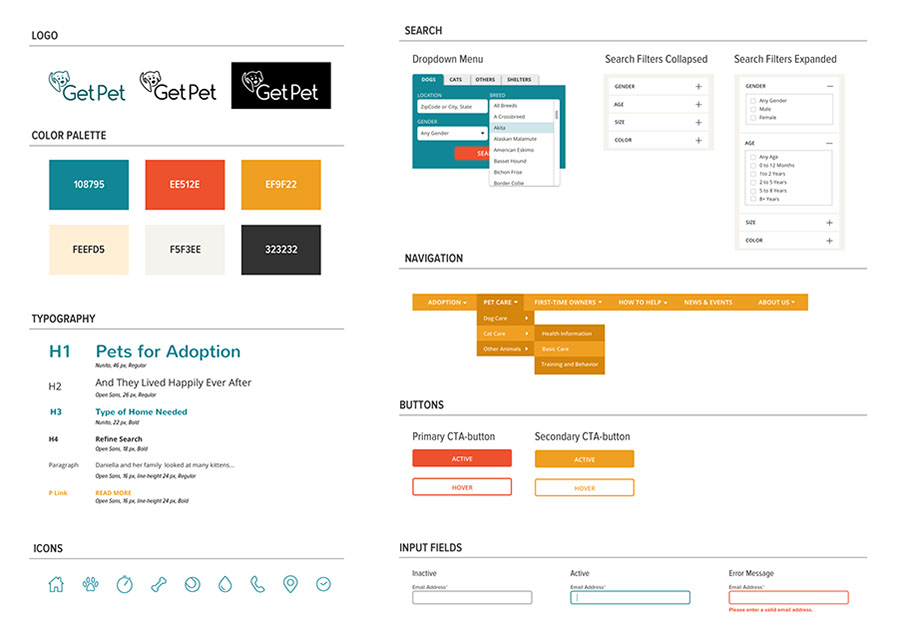 LOGO
GetPet
GetPet
GetPet
COLOR PALETTE
108795
EE512E
EF9F22
FEEFD5
F5F3EE
323232
TYPOGRAPHY
H1 Pets for Adoption
Nunito, 46 px, Regular
H2 And They Lived Happily Ever After
Open Sans, 26 px, Regular
H3 Type of Home Needed
Nunito, 22 px, Bold
H4 Refine Search
Open Sans, 18 px, Bold
Paragraph Daniella and her family looked at many kittens...
Open Sans, 16 px, line-height 24 px, Regular
P Link READ MORE
Open Sans, 16 px, line-height 24 px, Bold
ICONS
SEARCH
Dropdown Menu
DOGS CATS OTHERS SHELTERS
LOCATION
ZipCode or City, State
GENDER
Any Gender
SEA
BREED
All Breeds
A Crossbreed
Akita
Alaskan Malamute
American Eskimo
Basset Hound
Bichon Frise
Border Collie
Search Filters Collapsed
GENDER +
AGE +
SIZE +
COLOR +
Search Filters Expanded
GENDER —
Any Gender
Male
Female
AGE —
Any Age
0 to 12 Months
1to 2 Years
2 to 5 Years
5 to 8 Years
8+ Years
SIZE +
COLOR +
NAVIGATION
ADOPTION PET CARE FIRST-TIME OWNERS HOW TO HELP NEWS & EVENTS ABOUT US
Dog Care
Cat Care
Other Animals
Health Information
Basic Care
Training and Behavior
BUTTONS
Primary CTA-button
ACTIVE
HOVER
Secondary CTA-button
ACTIVE
HOVER
INPUT FIELDS
Inactive
Email Address*
Active
Email Address*
Error Message
Email Address*
Please enter a valid email address.